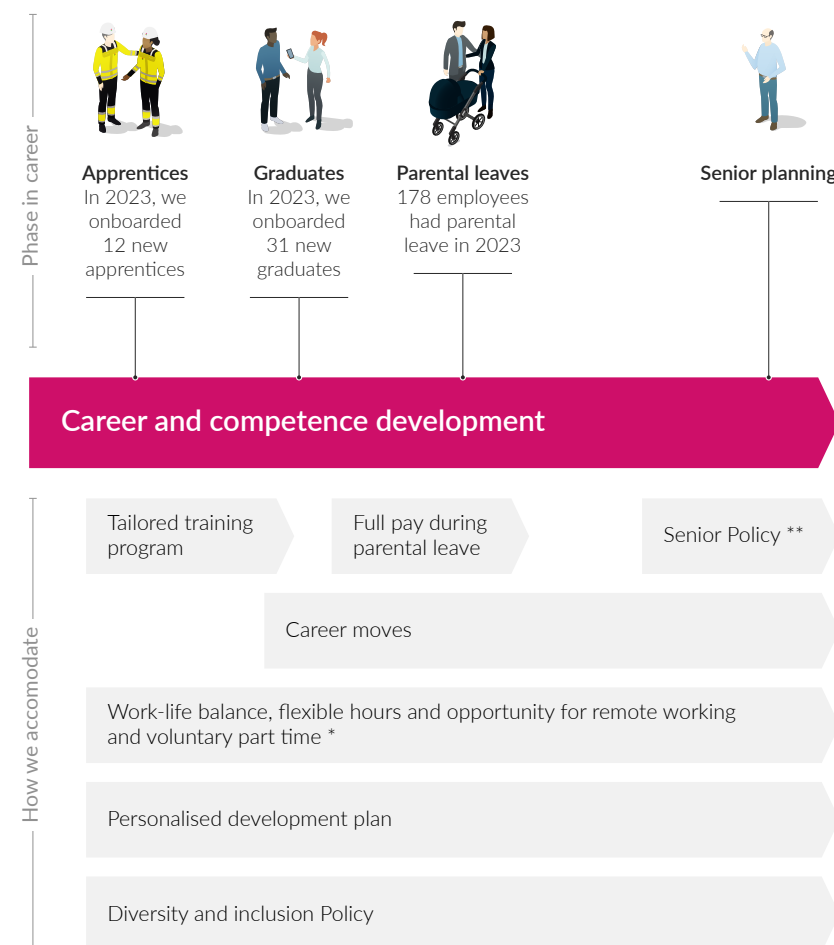 Phase in career
Apprentices
In 2023, we
onboarded
12 new
apprentices
Graduates
In 2023, we
onboarded
31 new
graduates
Parental leaves
178 employees
had parental
leave in 2023
Senior planning
Career and competence development
How we accomodate
Tailored training
program
Full pay during
parental leave
Senior Policy **
Career moves
Work-life balance, flexible hours and opportunity for remote working
and voluntary part time *
Personalised development plan
Diversity and inclusion Policy